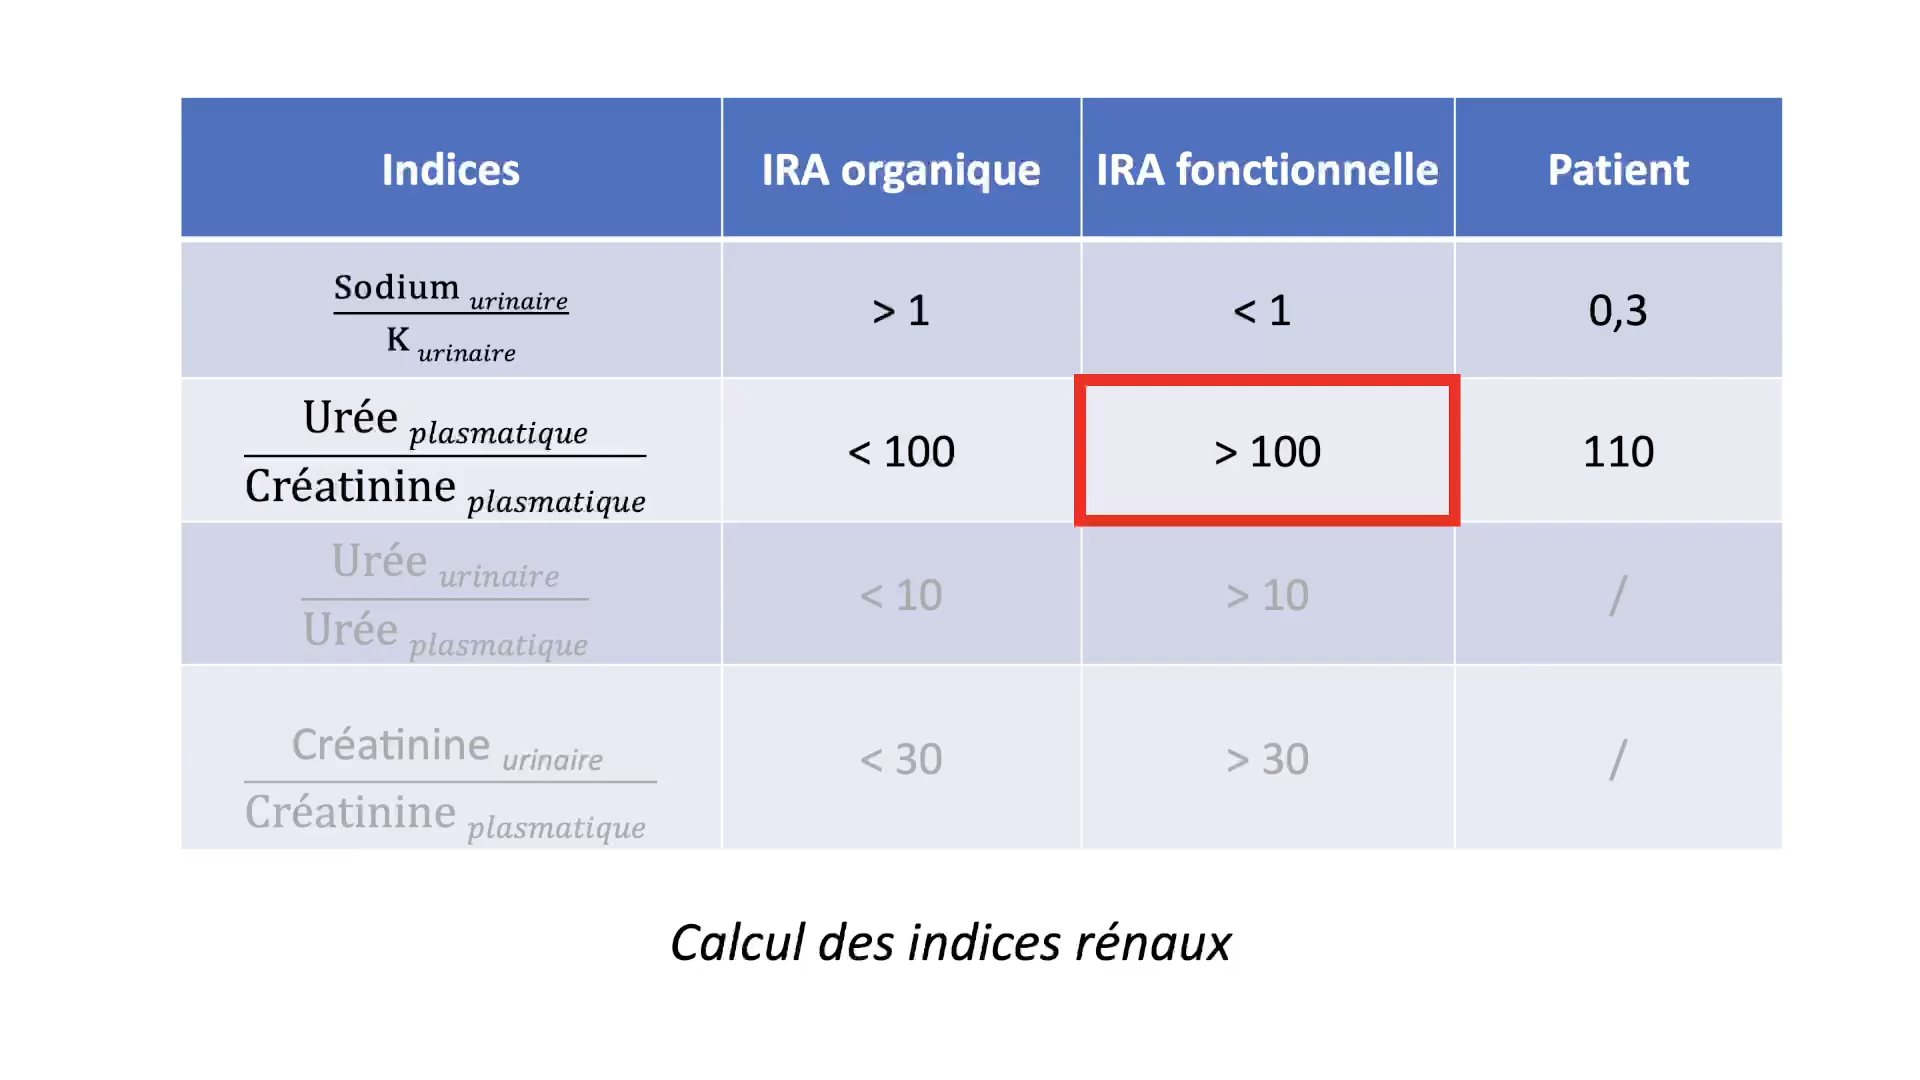 Indices IRA organique IRA fonctionnelle Patient
Sodium urinaire
K urinaire
> 1 < 1 0,3
Urée plasmatique
Créatinine plasmatique
< 100 > 100 110
Urée urinaire
Urée plasmatique
< 10 > 10 /
Créatinine urinaire
Créatinine plasmatique
< 30 > 30 /
Calcul des indices rénaux